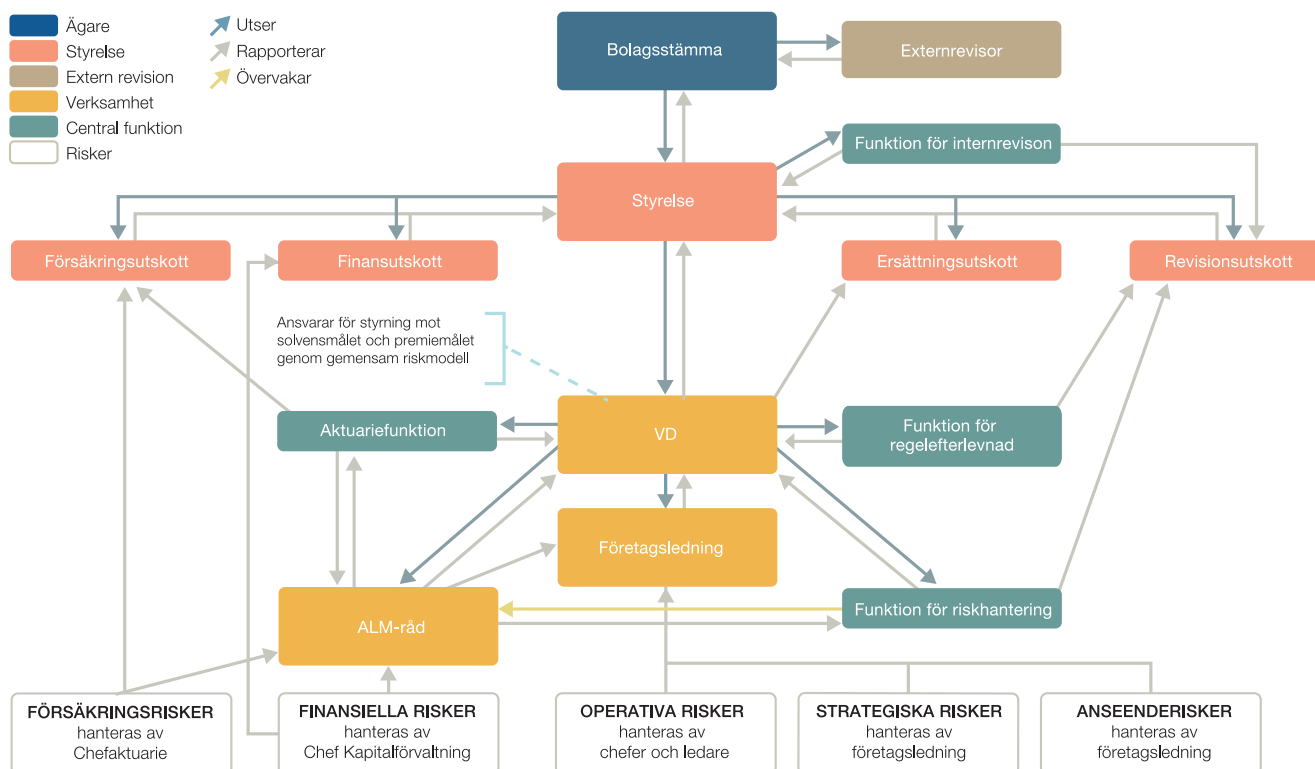 Ägare
Styrelse
Extern revision
Verksamhet
Central funktion
Risker
Utser
Rapporterar
Övervakar
Bolagsstämma
Externrevisor
Funktion för internrevison
Styrelse
Försäkringsutskott
Finansutskott
Ersättningsutskott
Revisionsutskott
Ansvarar för styrning mot
solvensmålet och premiemålet
genom gemensam riskmodell
Aktuariefunktion
VD
Funktion för
regelefterlevnad
Företagsledning
ALM-råd
Funktion för riskhantering
FÖRSÄKRINGSRISKER
hanteras av
Chefaktuarie
FINANSIELLA RISKER
hanteras av
Chef Kapitalförvaltning
OPERATIVA RISKER
hanteras av
chefer och ledare
STRATEGISKA RISKER
hanteras av
företagsledning
ANSEENDERISKER
hanteras av
företagsledning